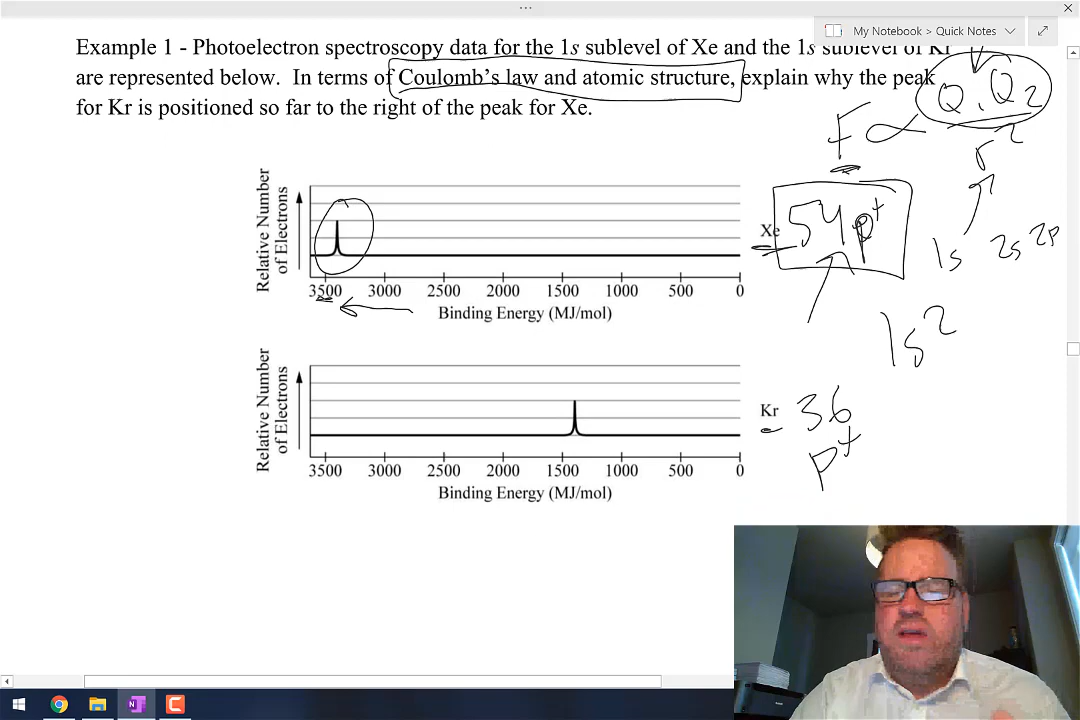 My Notebook > Quick Notes
Example 1 - Photoelectron spectroscopy data for the 1s sublevel of Xe and the 1s sublevel of Kr
are represented below. In terms of Coulomb's law and atomic structure, explain why the peak
for Kr is positioned so far to the right of the peak for Xe.
F ∝ Q1Q2
r²
Relative Number
of Electrons
Xe
54 p+
1s 2s 2p
3500 3000 2500 2000 1500 1000 500 0
Binding Energy (MJ/mol)
1s²
Relative Number
of Electrons
Kr
36
p+
3500 3000 2500 2000 1500 1000 500 0
Binding Energy (MJ/mol)